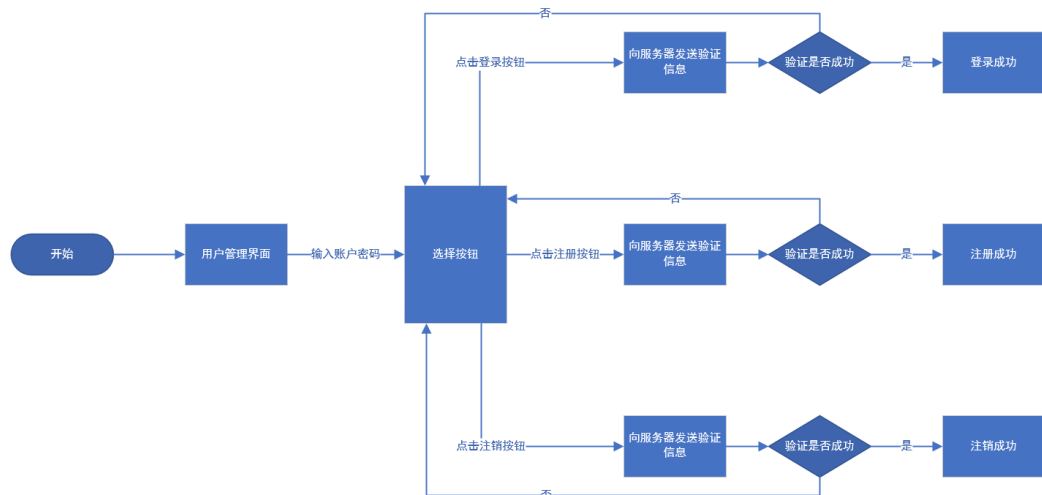 否
点击登录按钮
向服务器发送验证
信息
验证是否成功
是
登录成功
否
开始
用户管理界面
输入账户密码
选择按钮
点击注册按钮
向服务器发送验证
信息
验证是否成功
是
注册成功
点击注销按钮
向服务器发送验证
信息
验证是否成功
是
注销成功
否